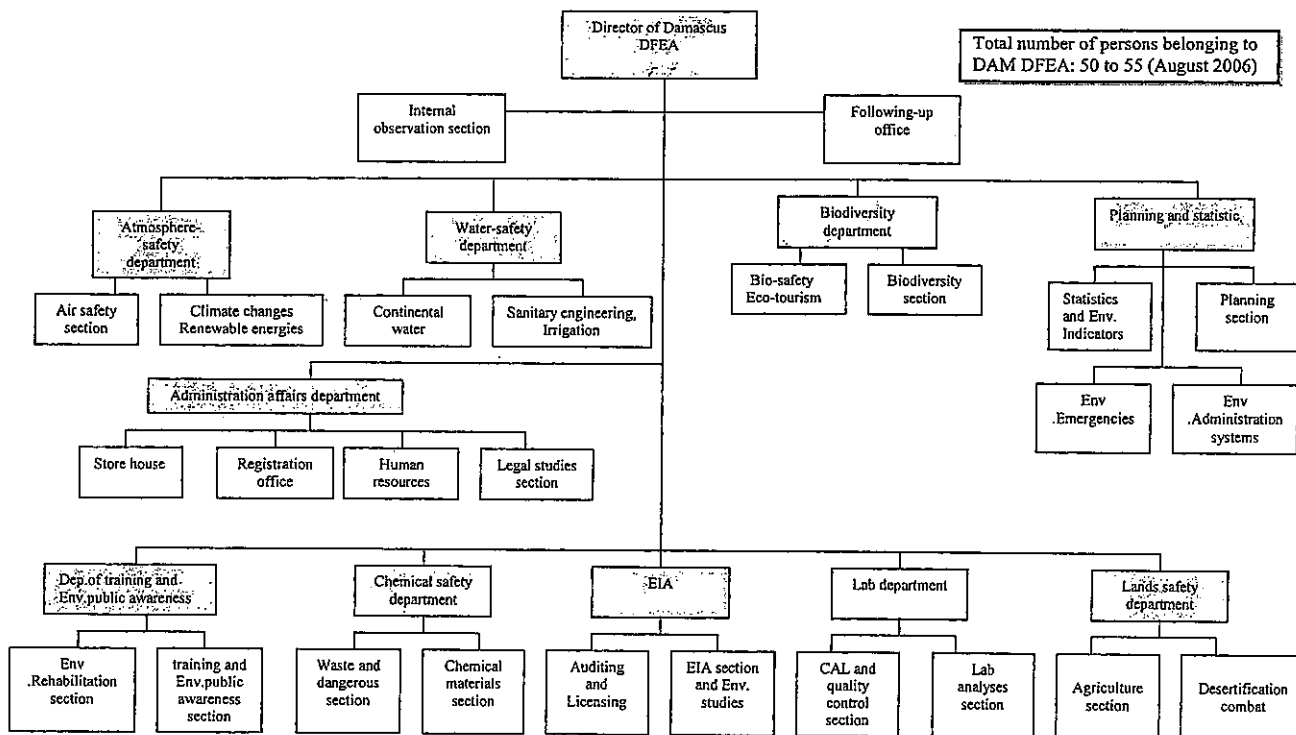 Director of Damascus
DFEA
Total number of persons belonging to
DAM DFEA: 50 to 55 (August 2006)
Internal
observation section
Following-up
office
Atmosphere-
safety
department
Water-safety
department
Biodiversity
department
Planning and statistic
Air safety
section
Climate changes
Renewable energies
Continental
water
Sanitary engineering,
Irrigation
Bio-safety
Eco-tourism
Biodiversity
section
Statistics
and Env.
Indicators
Planning
section
Env
.Emergencies
Env
.Administration
systems
Administration affairs department
Store house
Registration
office
Human
resources
Legal studies
section
Dep.of training and
Env.public awareness
Chemical safety
department
EIA
Lab department
Lands safety
department
Env
.Rehabilitation
section
training and
Env.public
awareness
section
Waste and
dangerous
section
Chemical
materials
section
Auditing
and
Licensing
EIA section
and Env.
studies
CAL and
quality
control
section
Lab
analyses
section
Agriculture
section
Desertification
combat